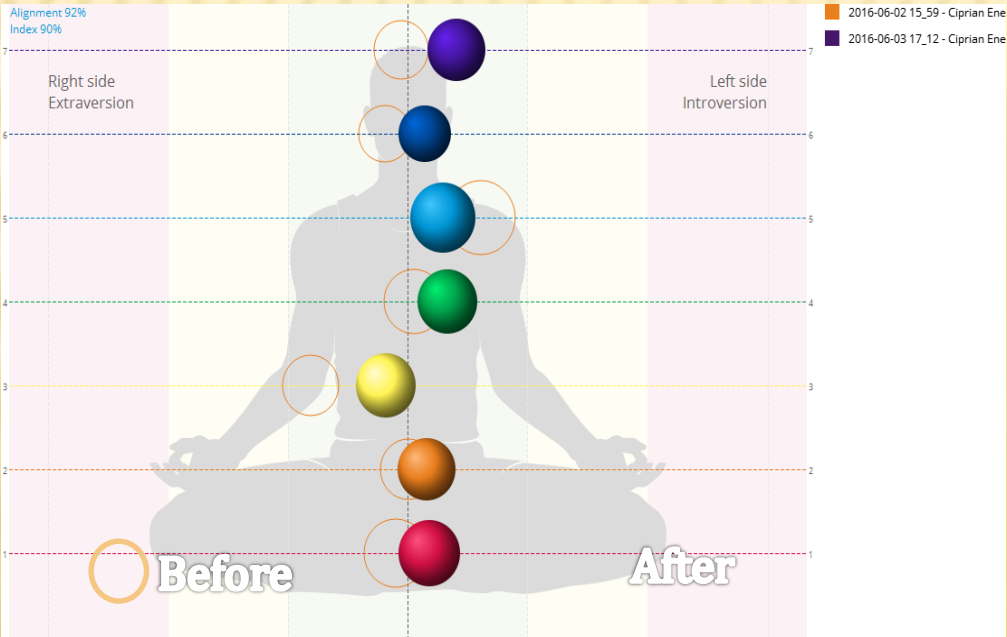 Alignment 92%
Index 90%
2016-06-02 15_59 - Ciprian Ene
2016-06-03 17_12 - Ciprian Ene
7 7
Right side
Extraversion
Left side
Introversion
6 6
5 5
4 4
3 3
2 2
1 1
Before
After